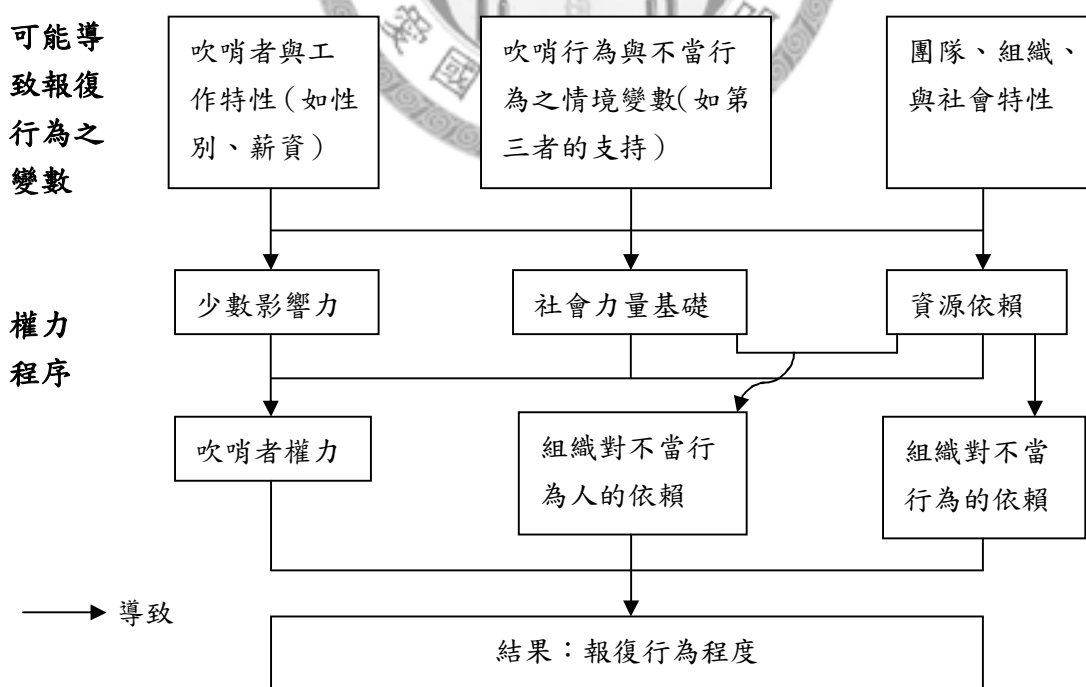 可能導
致報復
行為之
變數
吹哨者與工
作特性（如性
別、薪資）
吹哨行為與不當行
為之情境變數（如第
三者的支持）
團隊、組織、
與社會特性
愛國
權力
程序
少數影響力
社會力量基礎
資源依賴
吹哨者權力
組織對不當行
為人的依賴
組織對不當
行為的依賴
導致
結果：報復行為程度